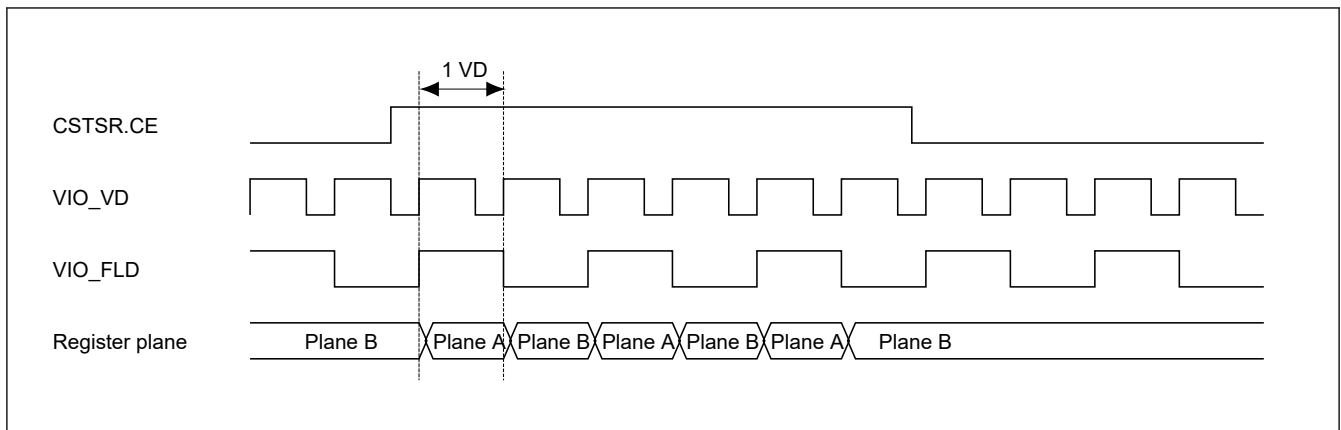 1 VD
CSTSR.CE
VIO_VD
VIO_FLD
Register plane Plane B Plane A Plane B Plane A Plane B Plane A Plane B